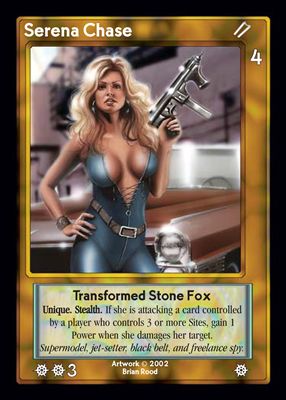 Serena Chase
4
Transformed Stone Fox
Unique. Stealth. If she is attacking a card controlled
by a player who controls 3 or more Sites, gain 1
Power when she damages her target.
Supermodel, jet-setter, black belt, and freelance spy.
3
Artwork © 2002
Brian Rood